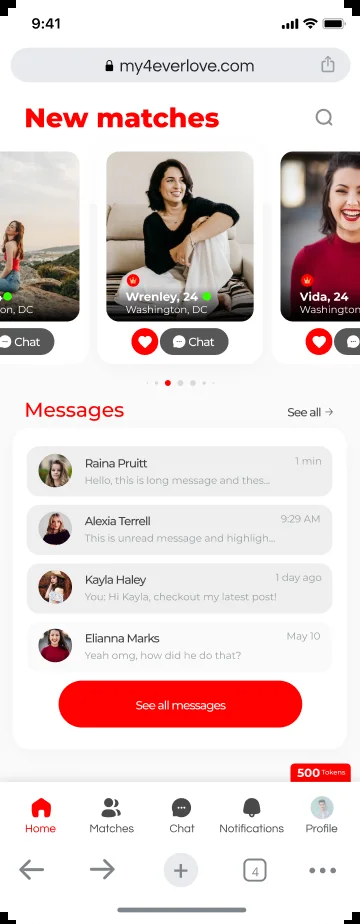 9:41
my4everlove.com
New matches
Wrenley, 24
Washington, DC
Vida, 24
Washington
on, DC
Chat
Chat
Messages
See all →
Raina Pruitt
1 min
Hello, this is long message and thes...
Alexia Terrell
9:29 AM
This is unread message and highligh...
Kayla Haley
1 day ago
You: Hi Kayla, checkout my latest post!
Elianna Marks
May 10
Yeah omg, how did he do that?
See all messages
500 Tokens
Home
Matches
Chat
Notifications
Profile
4